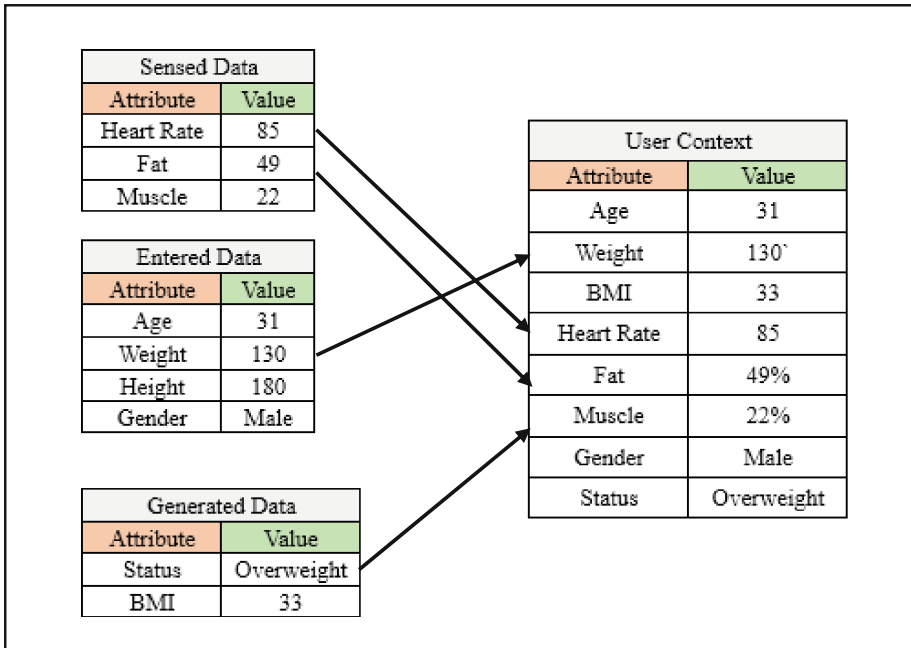 Sensed Data
Attribute Value
Heart Rate 85
Fat 49
Muscle 22
Entered Data
Attribute Value
Age 31
Weight 130
Height 180
Gender Male
Generated Data
Attribute Value
Status Overweight
BMI 33
User Context
Attribute Value
Age 31
Weight 130`
BMI 33
Heart Rate 85
Fat 49%
Muscle 22%
Gender Male
Status Overweight